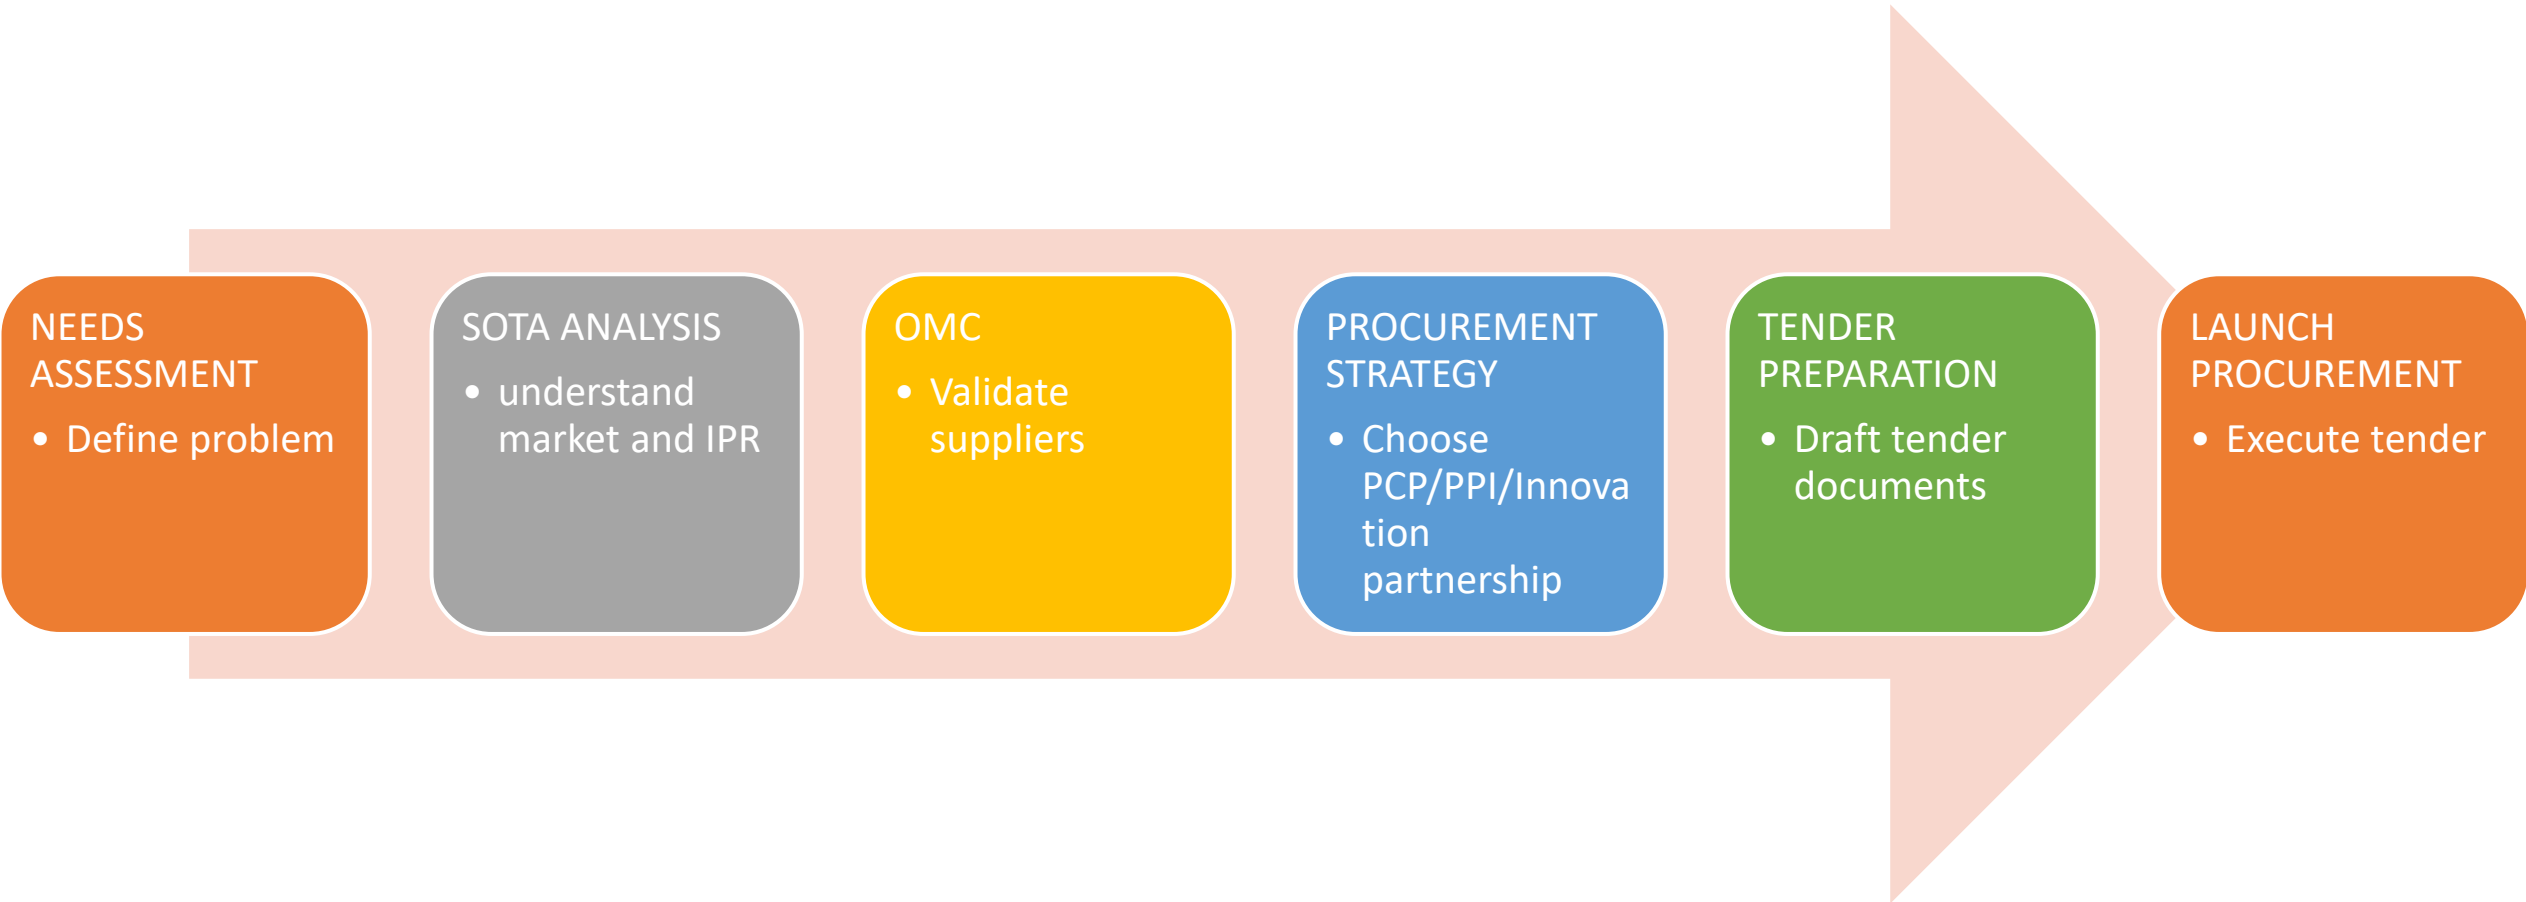 NEEDS
ASSESSMENT
• Define problem
SOTA ANALYSIS
• understand
market and IPR
OMC
• Validate
suppliers
PROCUREMENT
STRATEGY
• Choose
PCP/PPI/Innova
tion
partnership
TENDER
PREPARATION
• Draft tender
documents
LAUNCH
PROCUREMENT
• Execute tender